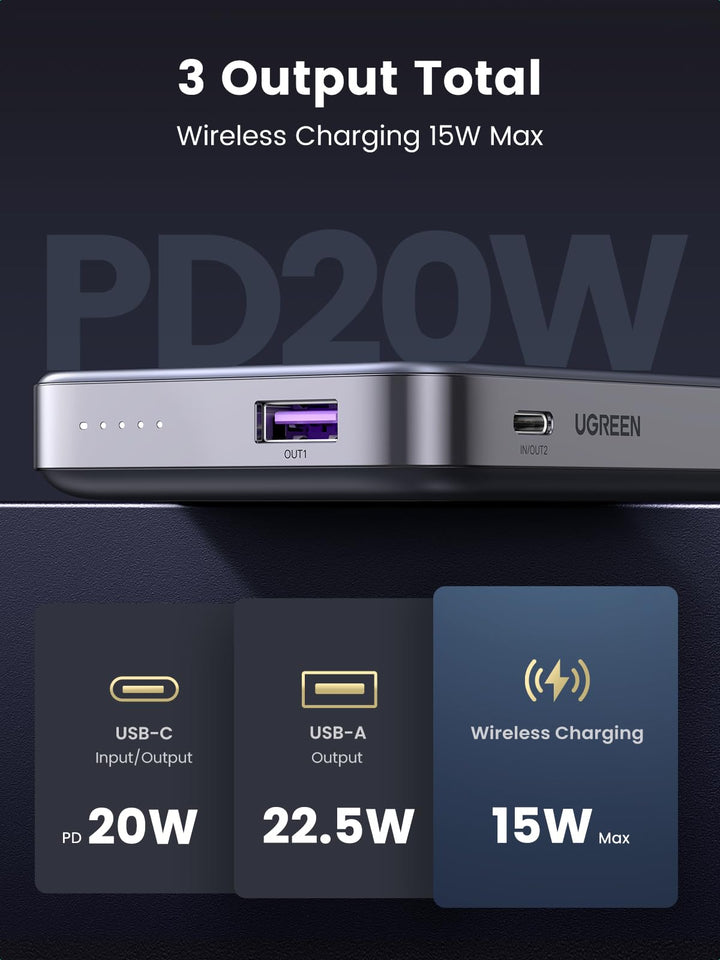 3 Output Total
Wireless Charging 15W Max
PD20W
OUT1
IN/OUT2
UGREEN
USB-C
Input/Output
PD 20W
USB-A
Output
22.5W
Wireless Charging
15W Max